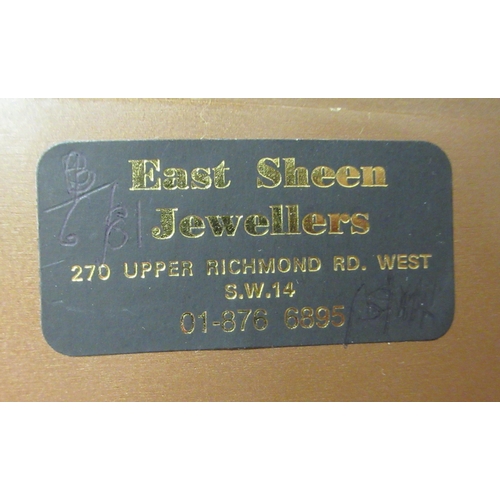 East Sheen
Jewellers
270 UPPER RICHMOND RD. WEST
S.W.14
01-876 6895